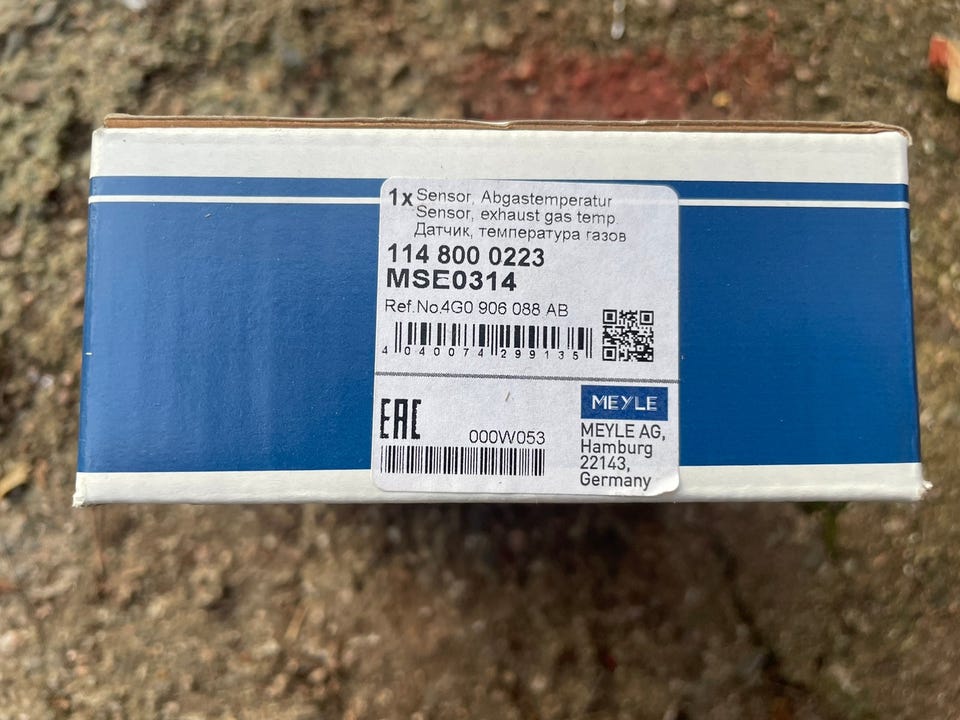 1x Sensor, Abgastemperatur
Sensor, exhaust gas temp.
Датчик, температура газов
114 800 0223
MSE0314
Ref.No.4G0 906 088 AB
4 040074 299135
EAC
000W053
MEYLE
MEYLE AG,
Hamburg
22143,
Germany